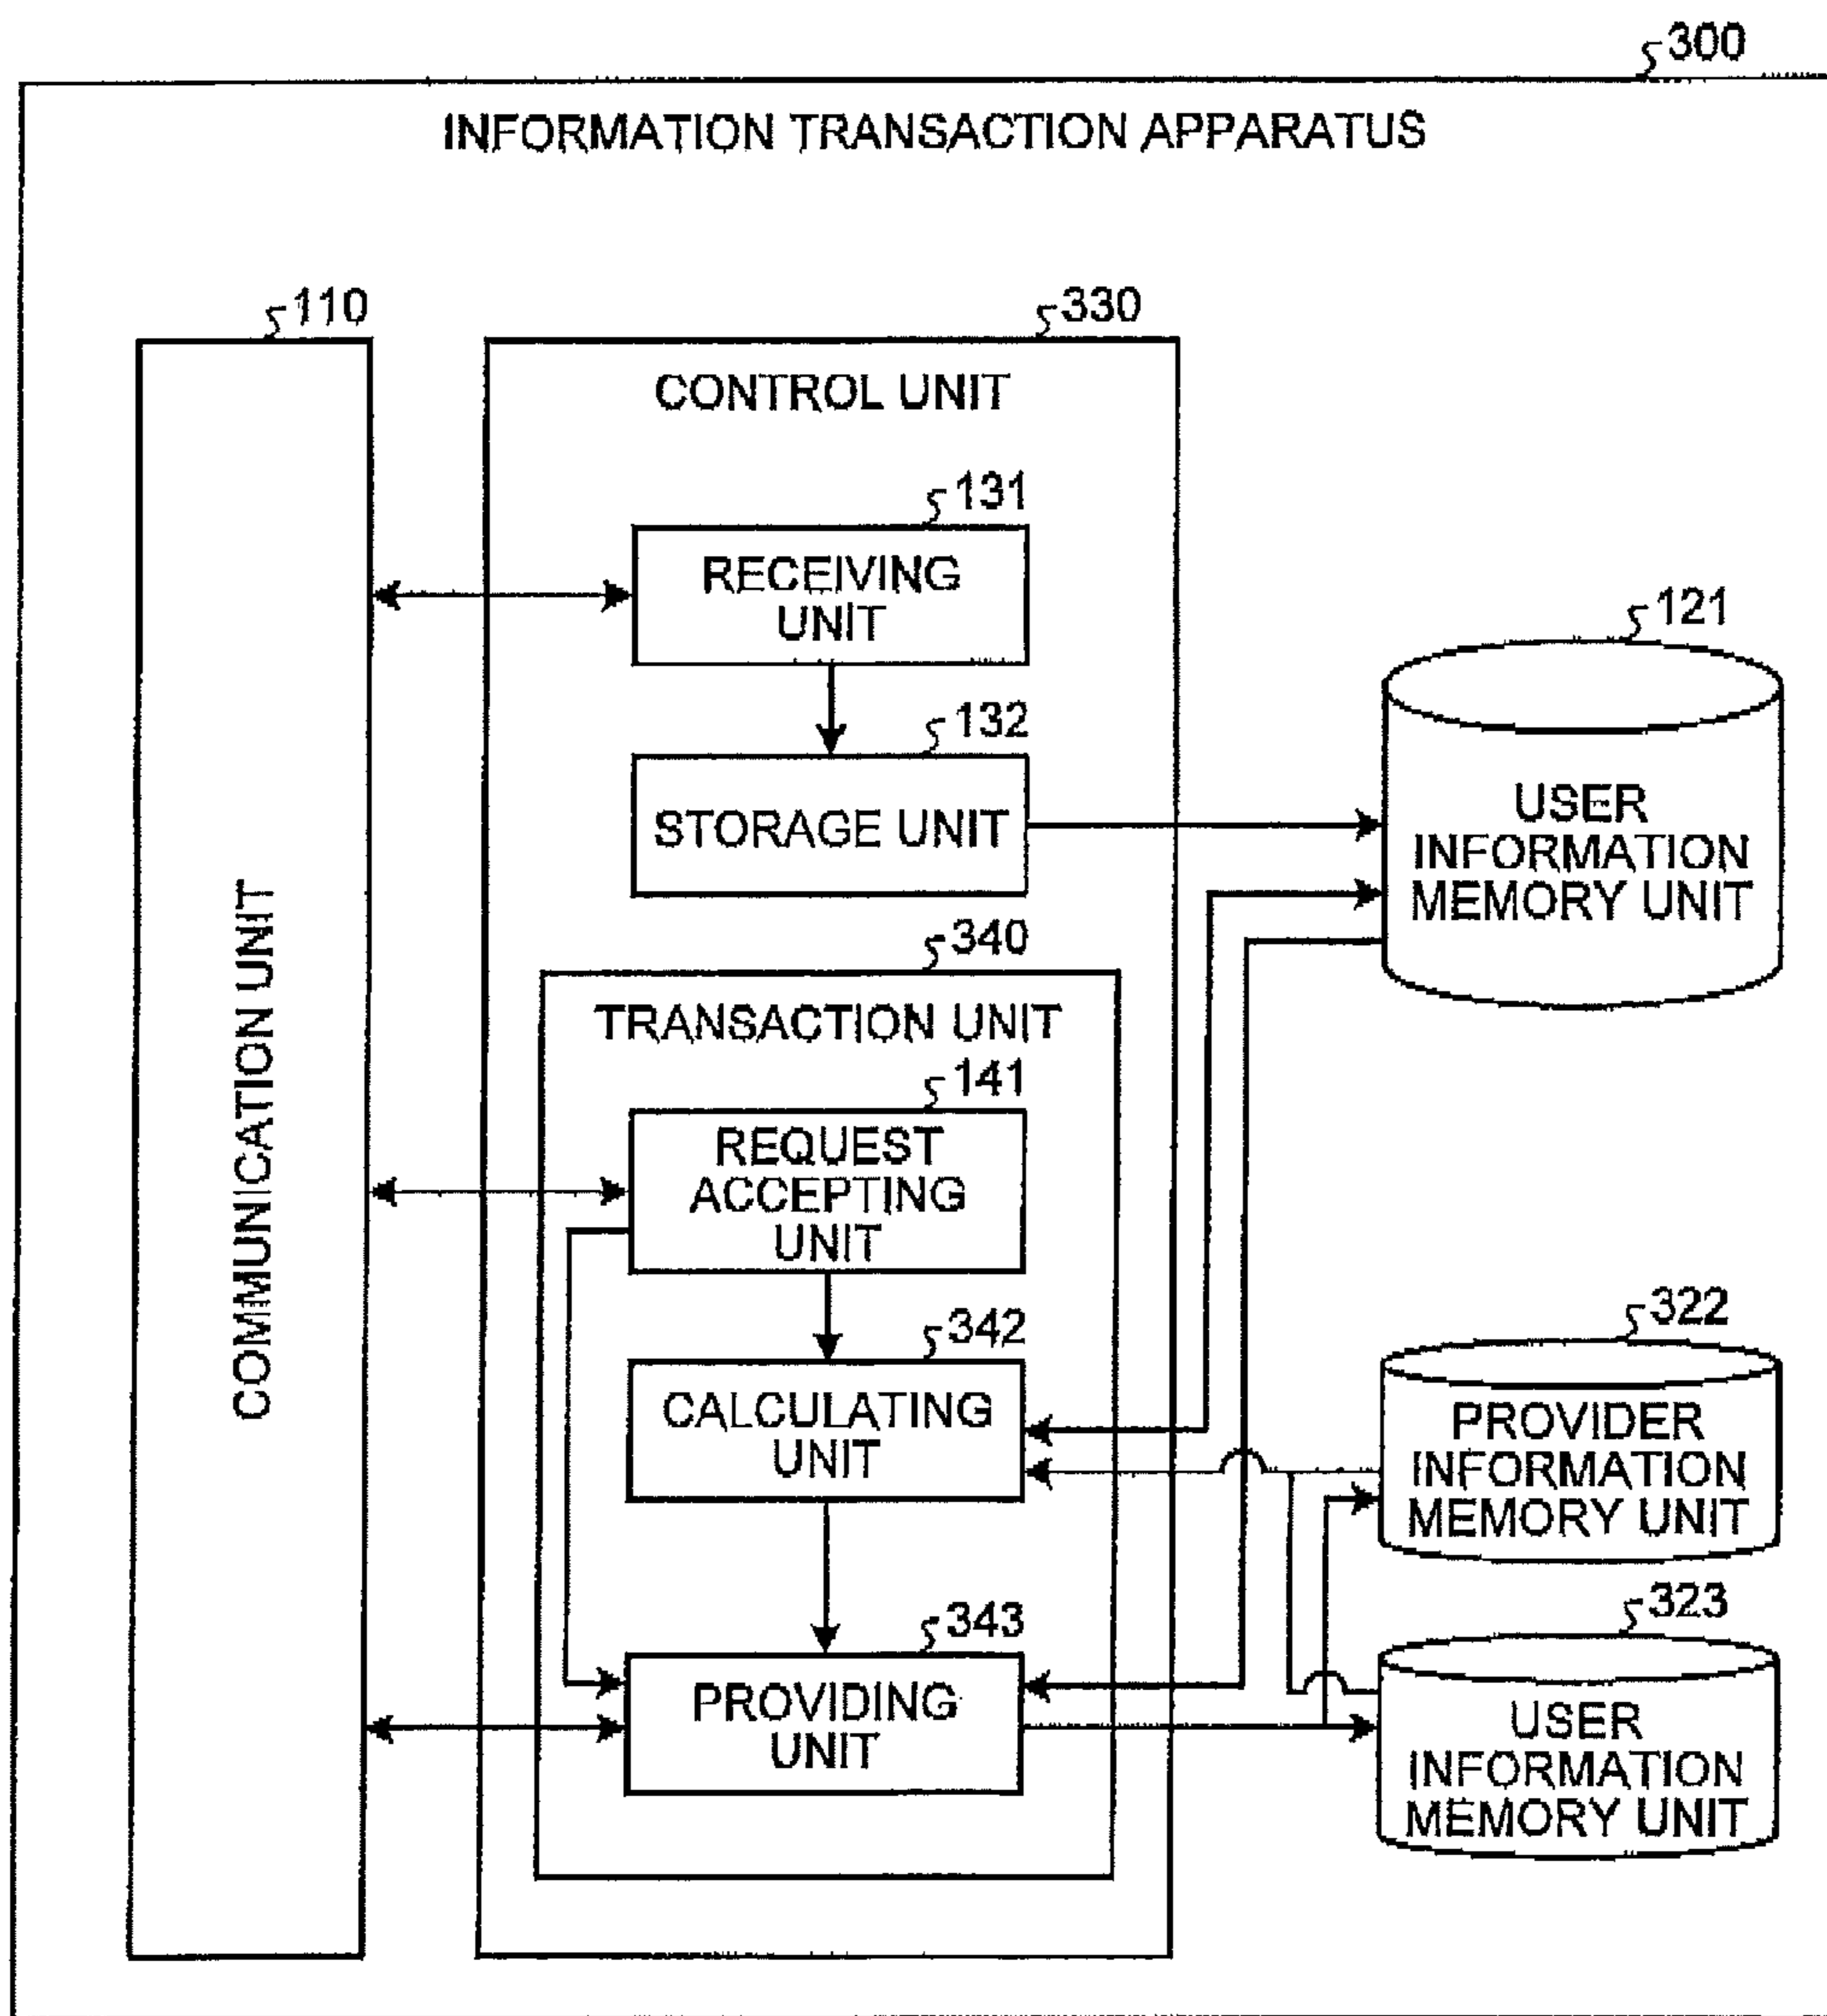 300
INFORMATION TRANSACTION APPARATUS
110
COMMUNICATION UNIT
330
CONTROL UNIT
131
RECEIVING
UNIT
132
STORAGE UNIT
121
USER
INFORMATION
MEMORY UNIT
340
TRANSACTION UNIT
141
REQUEST
ACCEPTING
UNIT
342
CALCULATING
UNIT
322
PROVIDER
INFORMATION
MEMORY UNIT
343
PROVIDING
UNIT
323
USER
INFORMATION
MEMORY UNIT